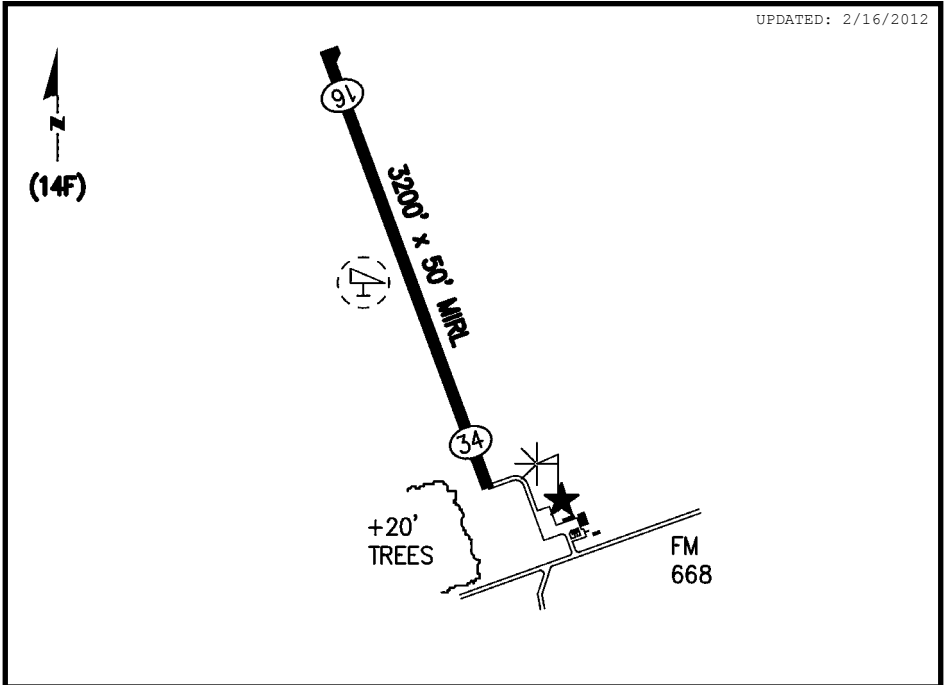 UPDATED: 2/16/2012
N
(14F)
16
3200' x 50' MIRL
34
+20'
TREES
FM
668